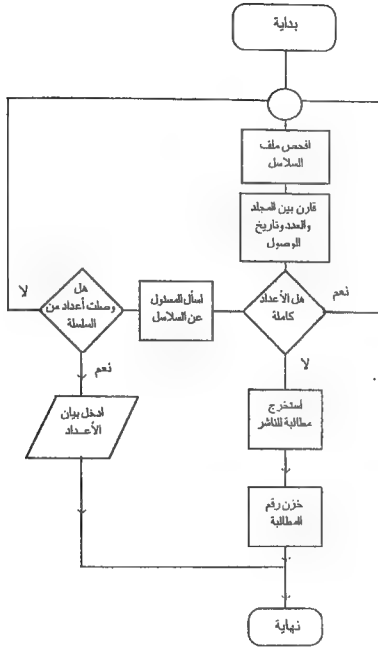 بداية
افحص ملف
السلاسل
قارن بين المجلد
والعدد وتاريخ
الوصول
هل الأعداد
كاملة
نعم
لا
اسأل المسئول
عن السلاسل
هل
وصلت أعداد من
السلسلة
لا
نعم
ادخل بيان
الأعداد
استخرج
مطالبة للناشر
خزن رقم
المطالبة
نهاية